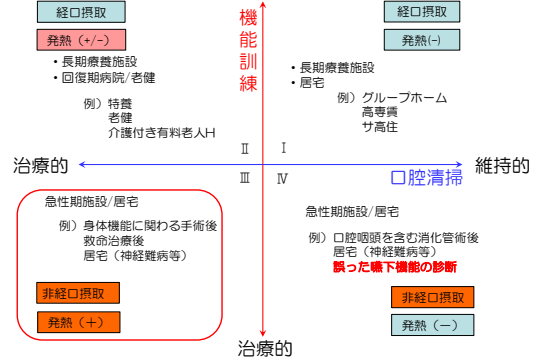 経口摂取
発熱（+/−）
・長期療養施設
・回復期病院/老健
例）特養
老健
介護付き有料老人H
機能訓練
経口摂取
発熱(-)
・長期療養施設
・居宅
例）グループホーム
高専賃
サ高住
Ⅱ
Ⅰ
治療的
維持的
Ⅲ
Ⅳ
口腔清掃
急性期施設/居宅
例）身体機能に関わる手術後
救命治療後
居宅（神経難病等）
非経口摂取
発熱（＋）
急性期施設/居宅
例）口腔咽頭を含む消化管術後
居宅（神経難病等）
誤った嚥下機能の診断
非経口摂取
発熱（ー）
治療的